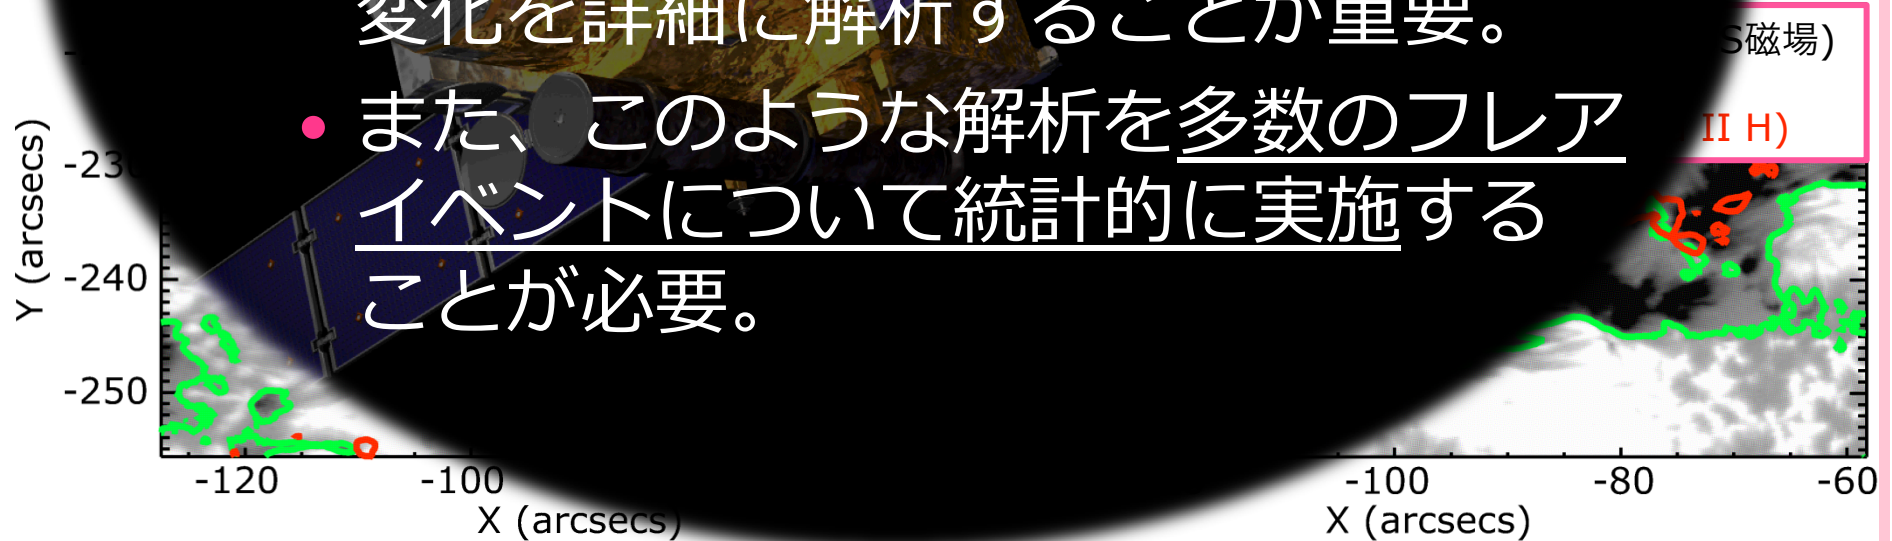 変化を詳細に解析することが重要。
S磁場)
• また、このような解析を多数のフレア
II H)
イベントについて統計的に実施する
ことが必要。
Y (arcsecs)
-230
-240
-250
-120 -100
X (arcsecs)
-100 -80 -60
X (arcsecs)